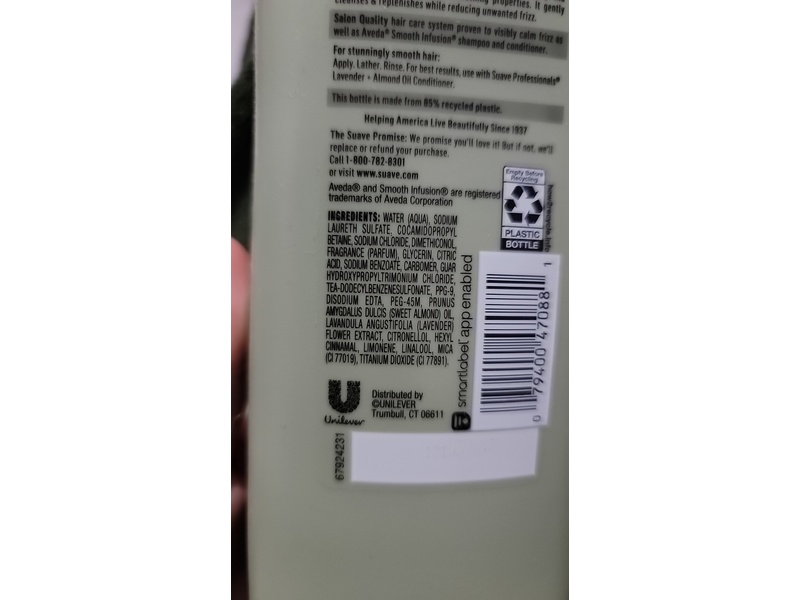 cleanses & replenishes while reducing unwanted frizz.
properties. It gently
Salon Quality hair care system proven to visibly calm frizz as
well as Aveda® Smooth Infusion® shampoo and conditioner.
For stunningly smooth hair:
Apply. Lather. Rinse. For best results, use with Suave Professionals®
Lavender + Almond Oil Conditioner.
This bottle is made from 85% recycled plastic.
Helping America Live Beautifully Since 1937
The Suave Promise: We promise you'll love it! But if not, we'll
replace or refund your purchase.
Call 1-800-782-8301
or visit www.suave.com
Aveda® and Smooth Infusion® are registered
trademarks of Aveda Corporation
INGREDIENTS: WATER (AQUA), SODIUM
LAURETH SULFATE, COCAMIDOPROPYL
BETAINE, SODIUM CHLORIDE, DIMETHICONOL,
FRAGRANCE (PARFUM), GLYCERIN, CITRIC
ACID, SODIUM BENZOATE, CARBOMER, GUAR
HYDROXYPROPYLTRIMONIUM CHLORIDE,
TEA-DODECYLBENZENESULFONATE, PPG-9,
DISODIUM EDTA, PEG-45M, PRUNUS
AMYGDALUS DULCIS (SWEET ALMOND) OIL,
LAVANDULA ANGUSTIFOLIA (LAVENDER)
FLOWER EXTRACT, CITRONELLOL, HEXYL
CINNAMAL, LIMONENE, LINALOOL, MICA
(CI 77019), TITANIUM DIOXIDE (CI 77891).
Empty Before
Recycling
PLASTIC
BOTTLE
how2recycle.info
smartlabel app enabled
0 79400 47088 1
U
Unilever
Distributed by
©UNILEVER
Trumbull, CT 06611
67924231